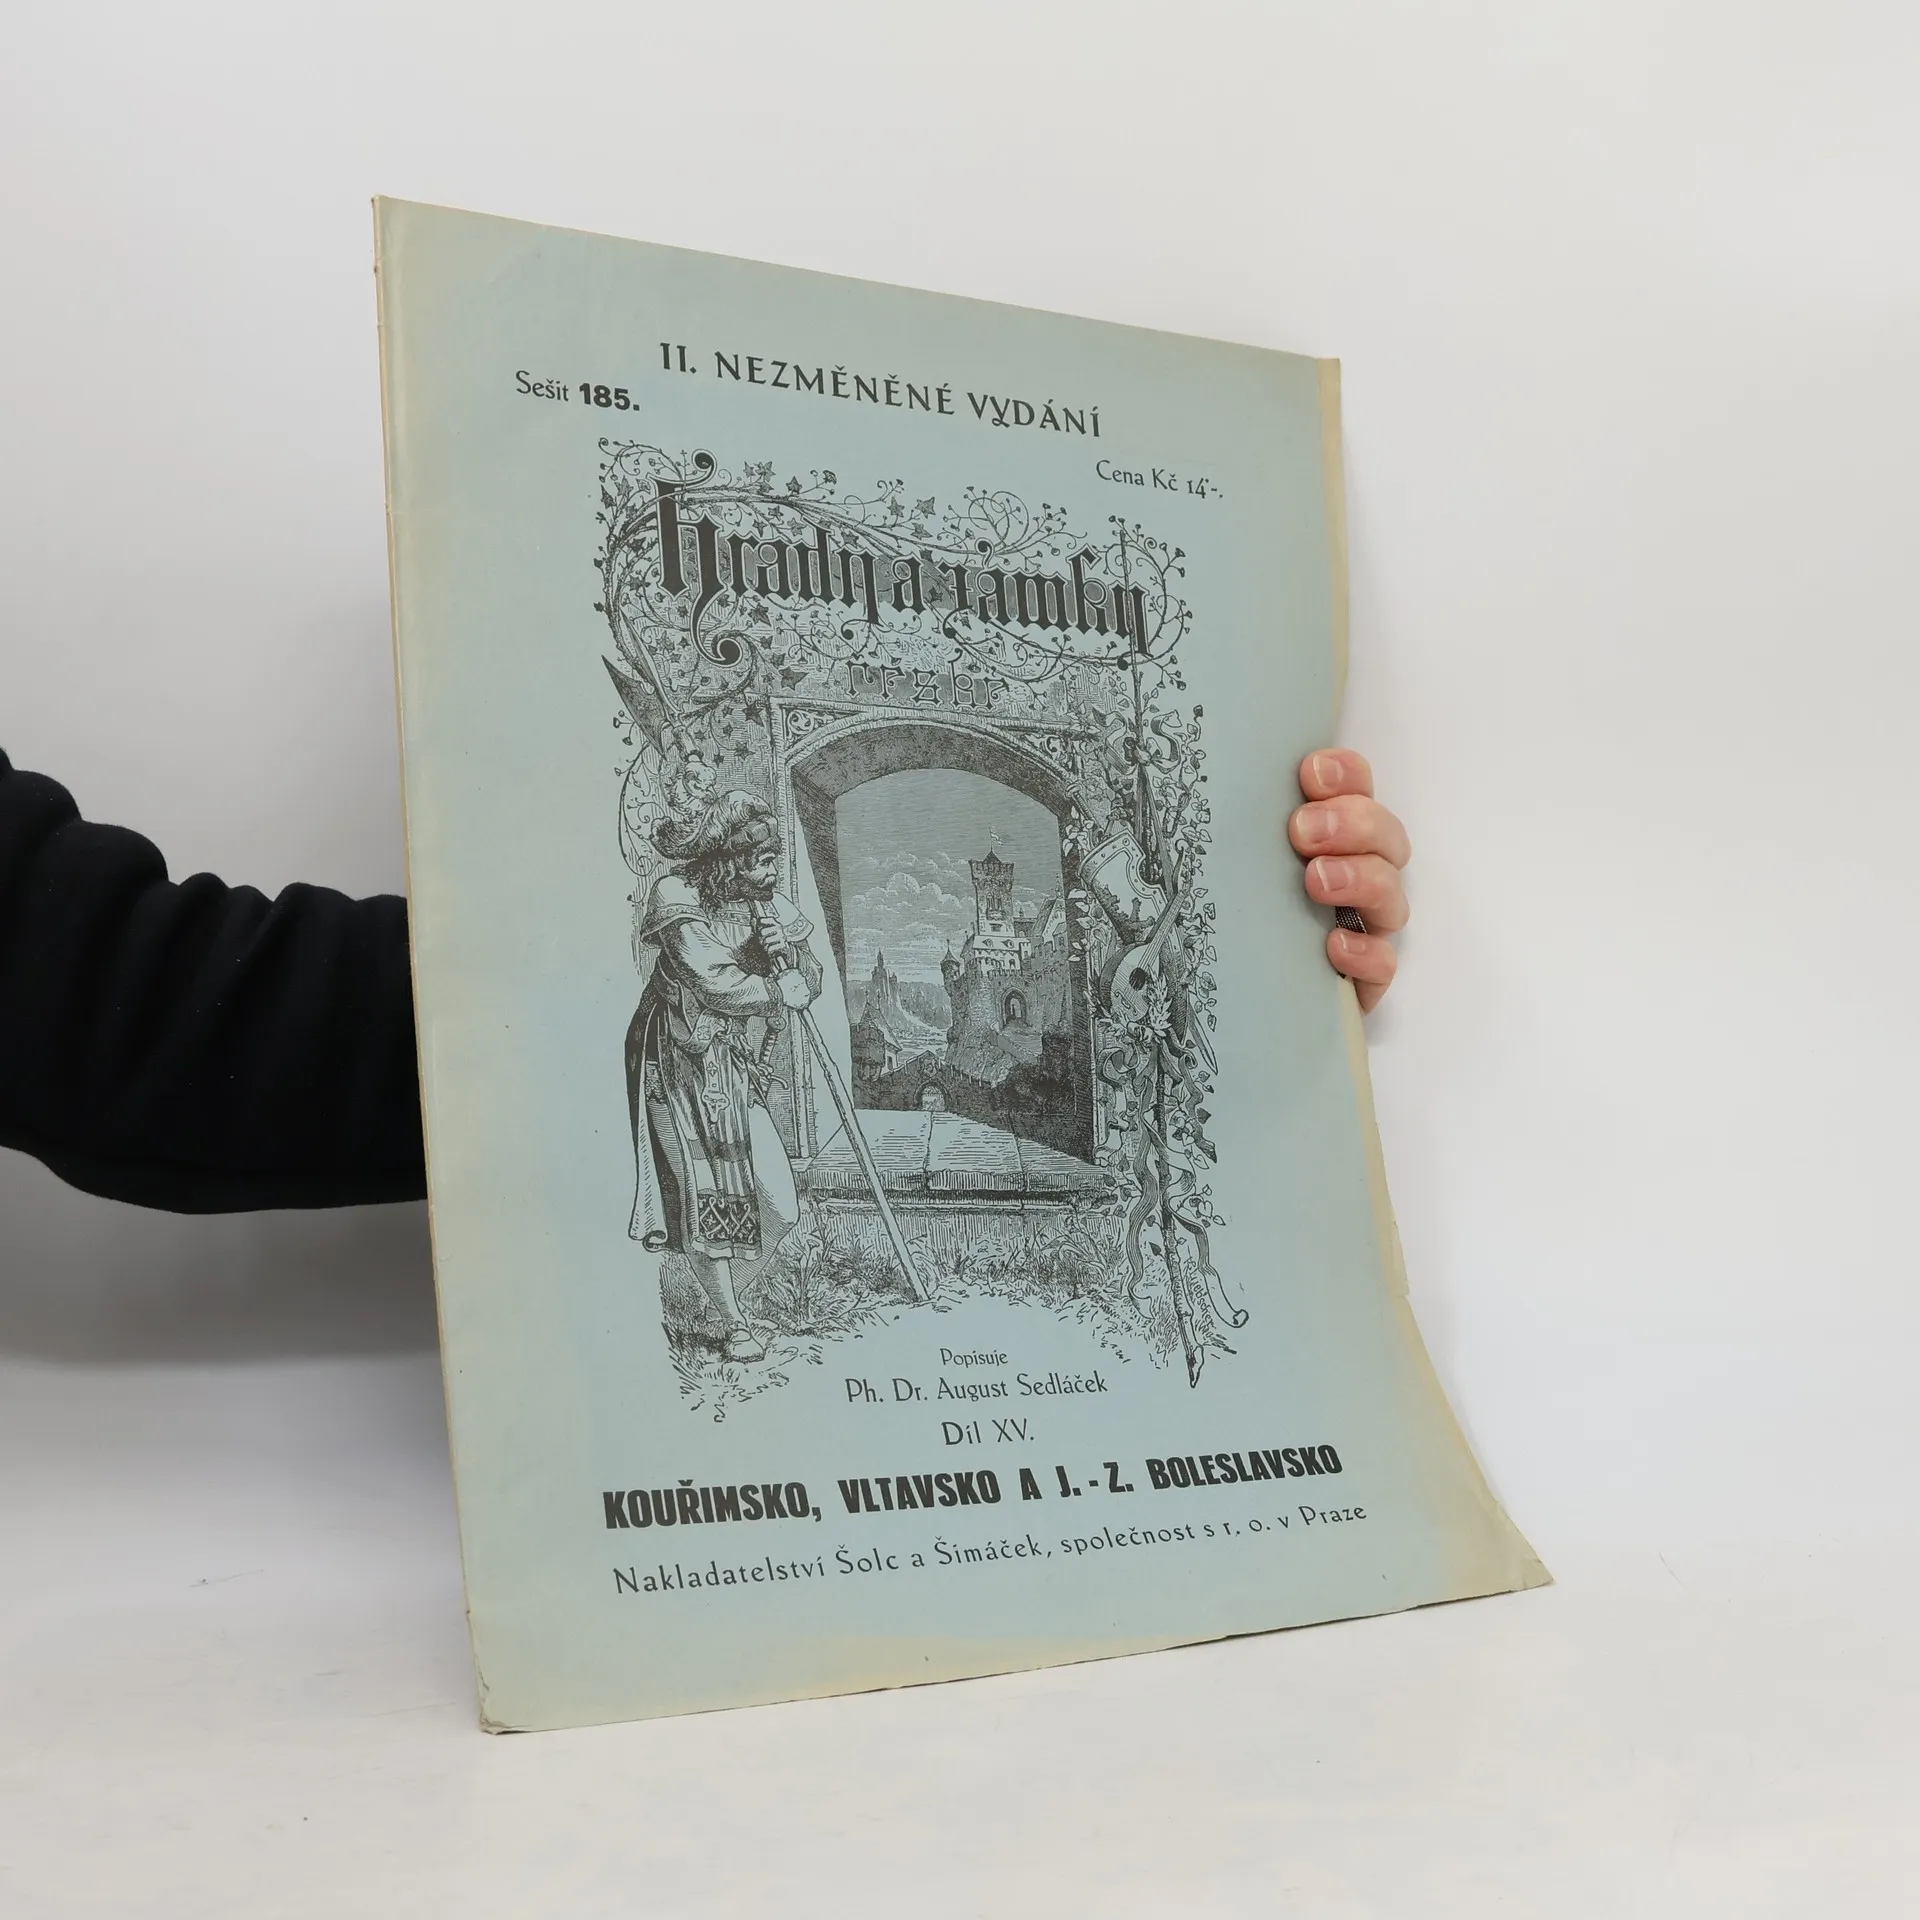 II. NEZMĚNĚNÉ VYDÁNÍ
Sešit 185.
Cena Kč 14·-.
Hrady a zámky
české
Popisuje
Ph. Dr. August Sedláček
Díl XV.
KOUŘIMSKO, VLTAVSKO A J.-Z. BOLESLAVSKO
Nakladatelství Šolc a Šimáček, společnost s r. o. v Praze